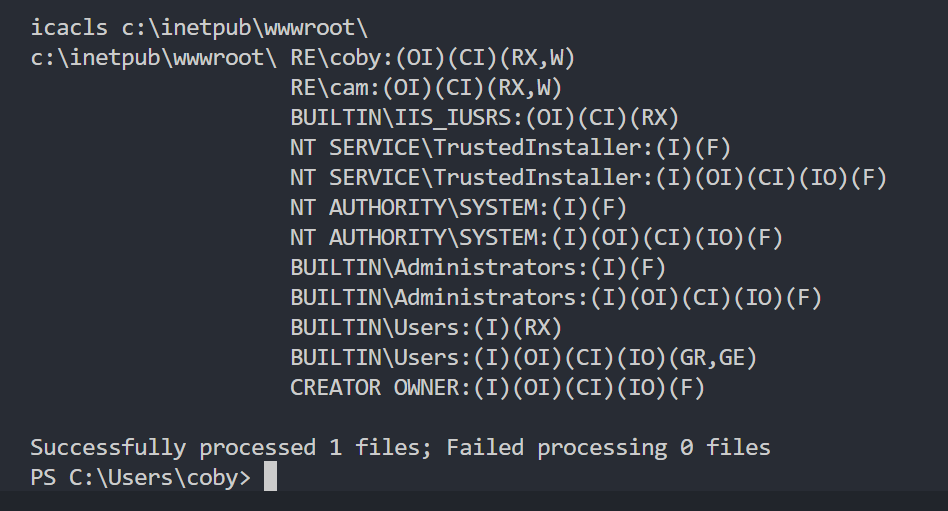 icacls c:\inetpub\wwwroot\
c:\inetpub\wwwroot\ RE\coby:(OI)(CI)(RX,W)
RE\cam:(OI)(CI)(RX,W)
BUILTIN\IIS_IUSRS:(OI)(CI)(RX)
NT SERVICE\TrustedInstaller:(I)(F)
NT SERVICE\TrustedInstaller:(I)(OI)(CI)(IO)(F)
NT AUTHORITY\SYSTEM:(I)(F)
NT AUTHORITY\SYSTEM:(I)(OI)(CI)(IO)(F)
BUILTIN\Administrators:(I)(F)
BUILTIN\Administrators:(I)(OI)(CI)(IO)(F)
BUILTIN\Users:(I)(RX)
BUILTIN\Users:(I)(OI)(CI)(IO)(GR,GE)
CREATOR OWNER:(I)(OI)(CI)(IO)(F)
Successfully processed 1 files; Failed processing 0 files
PS C:\Users\coby>